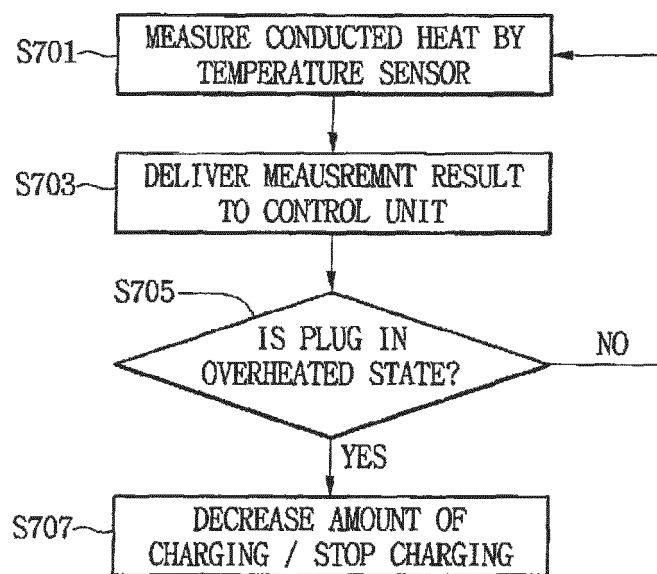 S701
MEASURE CONDUCTED HEAT BY
TEMPERATURE SENSOR
S703
DELIVER MEAUSREMNT RESULT
TO CONTROL UNIT
S705
IS PLUG IN
OVERHEATED STATE?
NO
YES
S707
DECREASE AMOUNT OF
CHARGING / STOP CHARGING